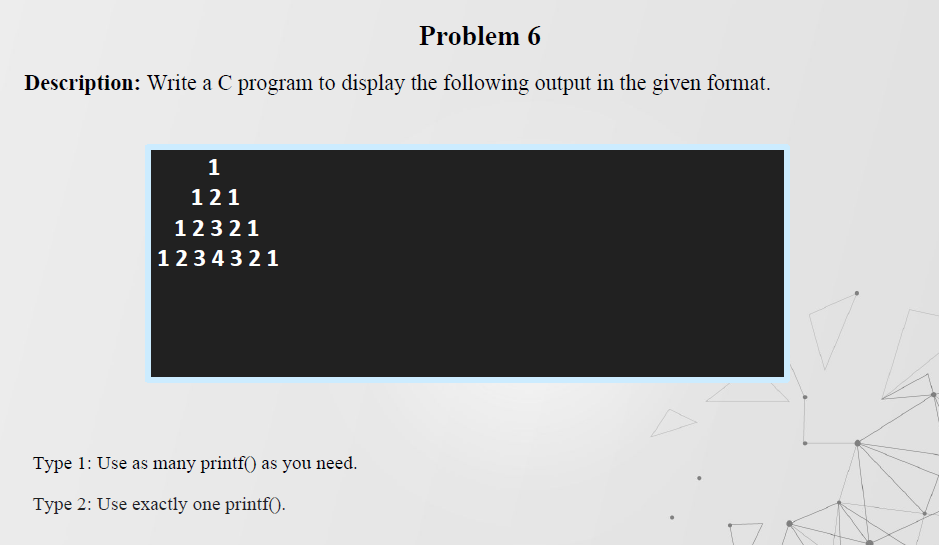 Problem 6
Description: Write a C program to display the following output in the given format.
1
1 2 1
1 2 3 2 1
1 2 3 4 3 2 1
Type 1: Use as many printf() as you need.
Type 2: Use exactly one printf().